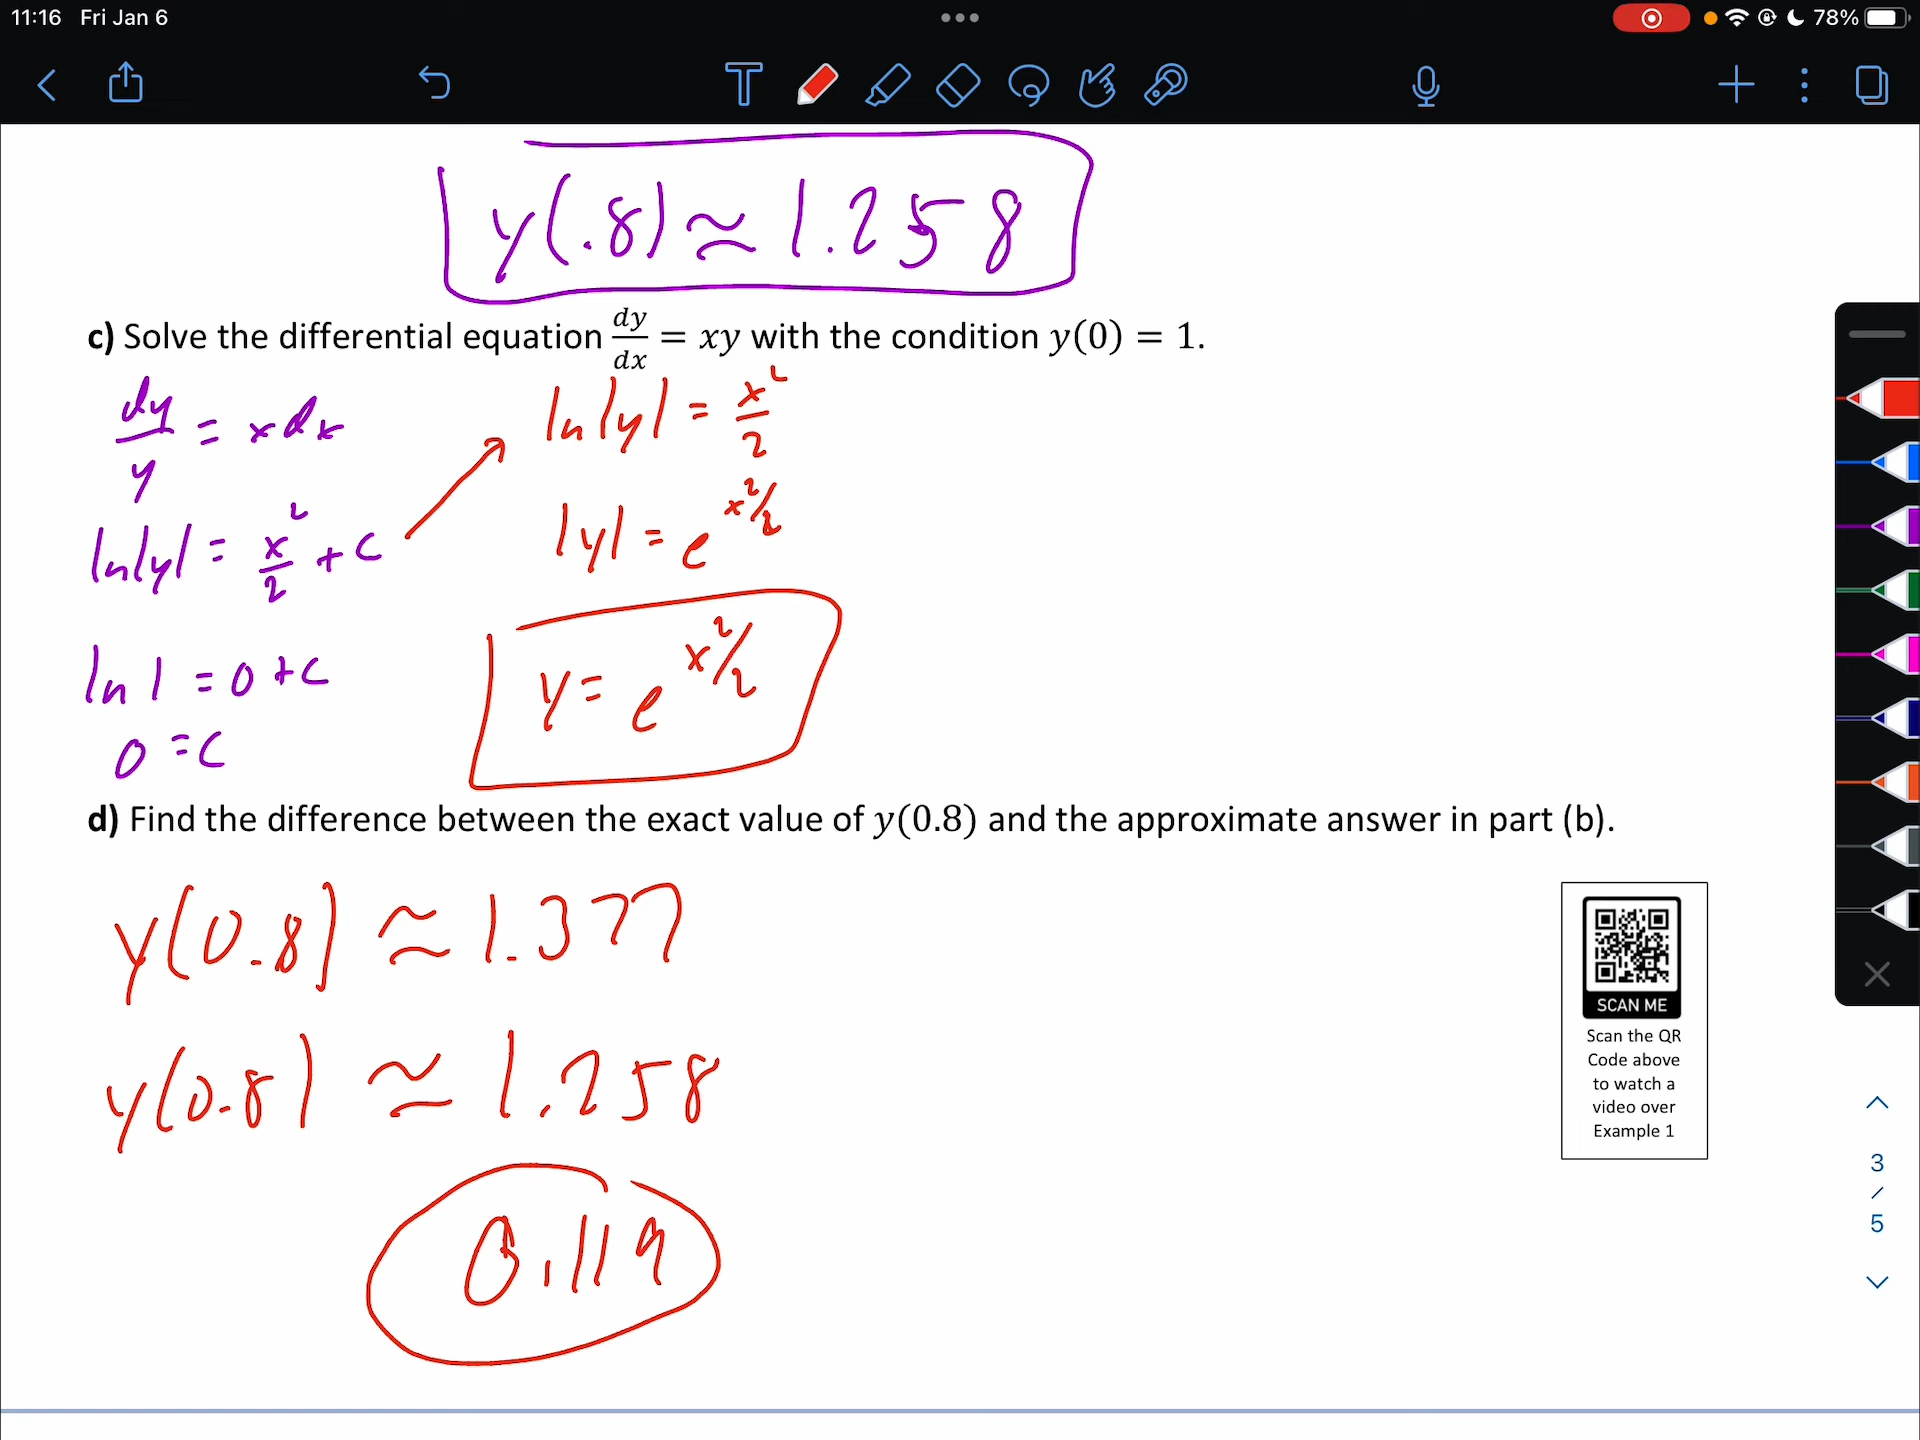 11:16 Fri Jan 6
78%
y(.8) ≈ 1.258
c) Solve the differential equation dy/dx = xy with the condition y(0) = 1.
dy/y = x dx
ln|y| = x²/2 + C
ln 1 = 0 + C
0 = C
ln|y| = x²/2
|y| = e^(x²/2)
y = e^(x²/2)
d) Find the difference between the exact value of y(0.8) and the approximate answer in part (b).
y(0.8) ≈ 1.377
y(0.8) ≈ 1.258
0.119
SCAN ME
Scan the QR
Code above
to watch a
video over
Example 1
3
/
5